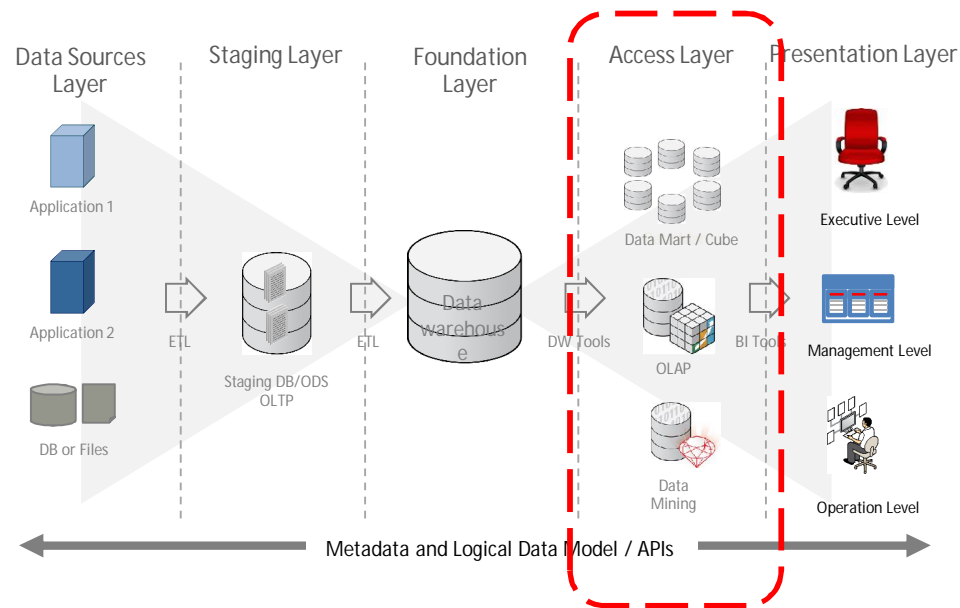 Data Sources
Layer
Staging Layer
Foundation
Layer
Access Layer
Presentation Layer
Application 1
Executive Level
Data Mart / Cube
Application 2
Data
warehous
e
ETL
ETL
DW Tools
BI Tools
Management Level
OLAP
Staging DB/ODS
OLTP
DB or Files
Data
Mining
Operation Level
Metadata and Logical Data Model / APIs